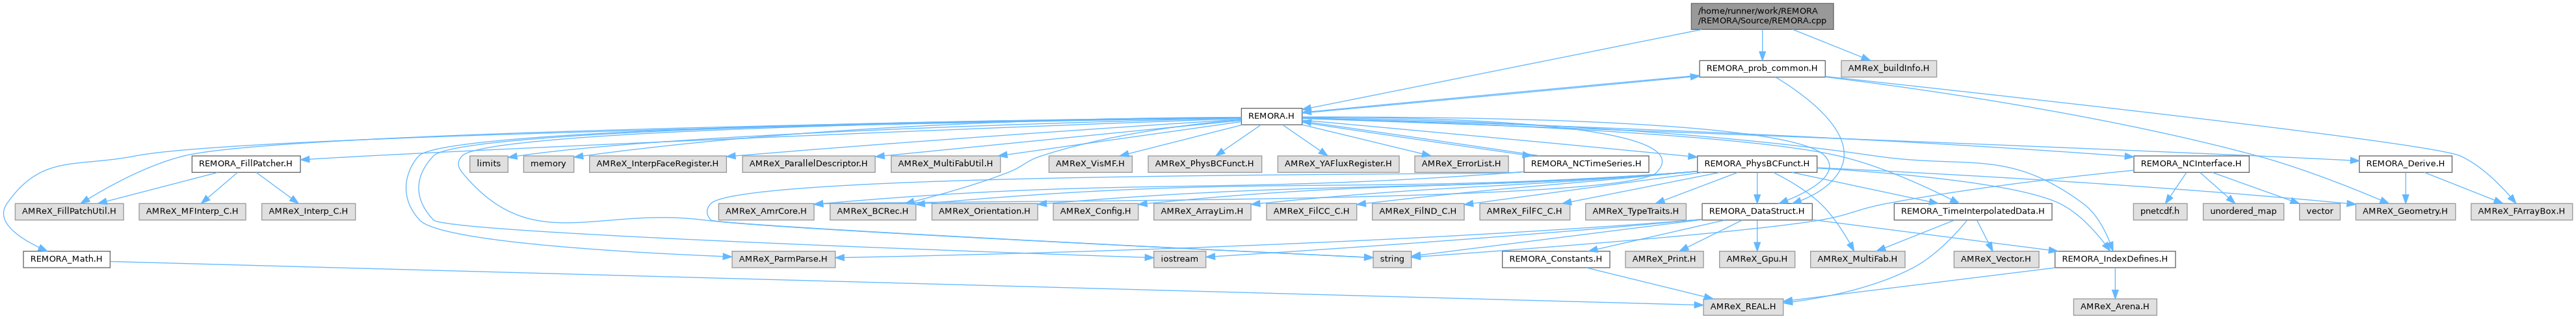 /home/runner/work/REMORA
/REMORA/Source/REMORA.cpp
REMORA_prob_common.H
AMReX_buildInfo.H
REMORA.H
REMORA_FillPatcher.H
limits
memory
AMReX_InterpFaceRegister.H
AMReX_ParallelDescriptor.H
AMReX_MultiFabUtil.H
AMReX_VisMF.H
AMReX_PhysBCFunct.H
AMReX_YAFluxRegister.H
AMReX_ErrorList.H
REMORA_NCTimeSeries.H
REMORA_PhysBCFunct.H
REMORA_NCInterface.H
REMORA_Derive.H
AMReX_FillPatchUtil.H
AMReX_MFInterp_C.H
AMReX_Interp_C.H
AMReX_AmrCore.H
AMReX_BCRec.H
AMReX_Orientation.H
AMReX_Config.H
AMReX_ArrayLim.H
AMReX_FilCC_C.H
AMReX_FilND_C.H
AMReX_FilFC_C.H
AMReX_TypeTraits.H
REMORA_DataStruct.H
REMORA_TimeInterpolatedData.H
pnetcdf.h
unordered_map
vector
AMReX_Geometry.H
AMReX_FArrayBox.H
REMORA_Math.H
AMReX_ParmParse.H
iostream
string
REMORA_Constants.H
AMReX_Print.H
AMReX_Gpu.H
AMReX_MultiFab.H
AMReX_Vector.H
REMORA_IndexDefines.H
AMReX_REAL.H
AMReX_Arena.H